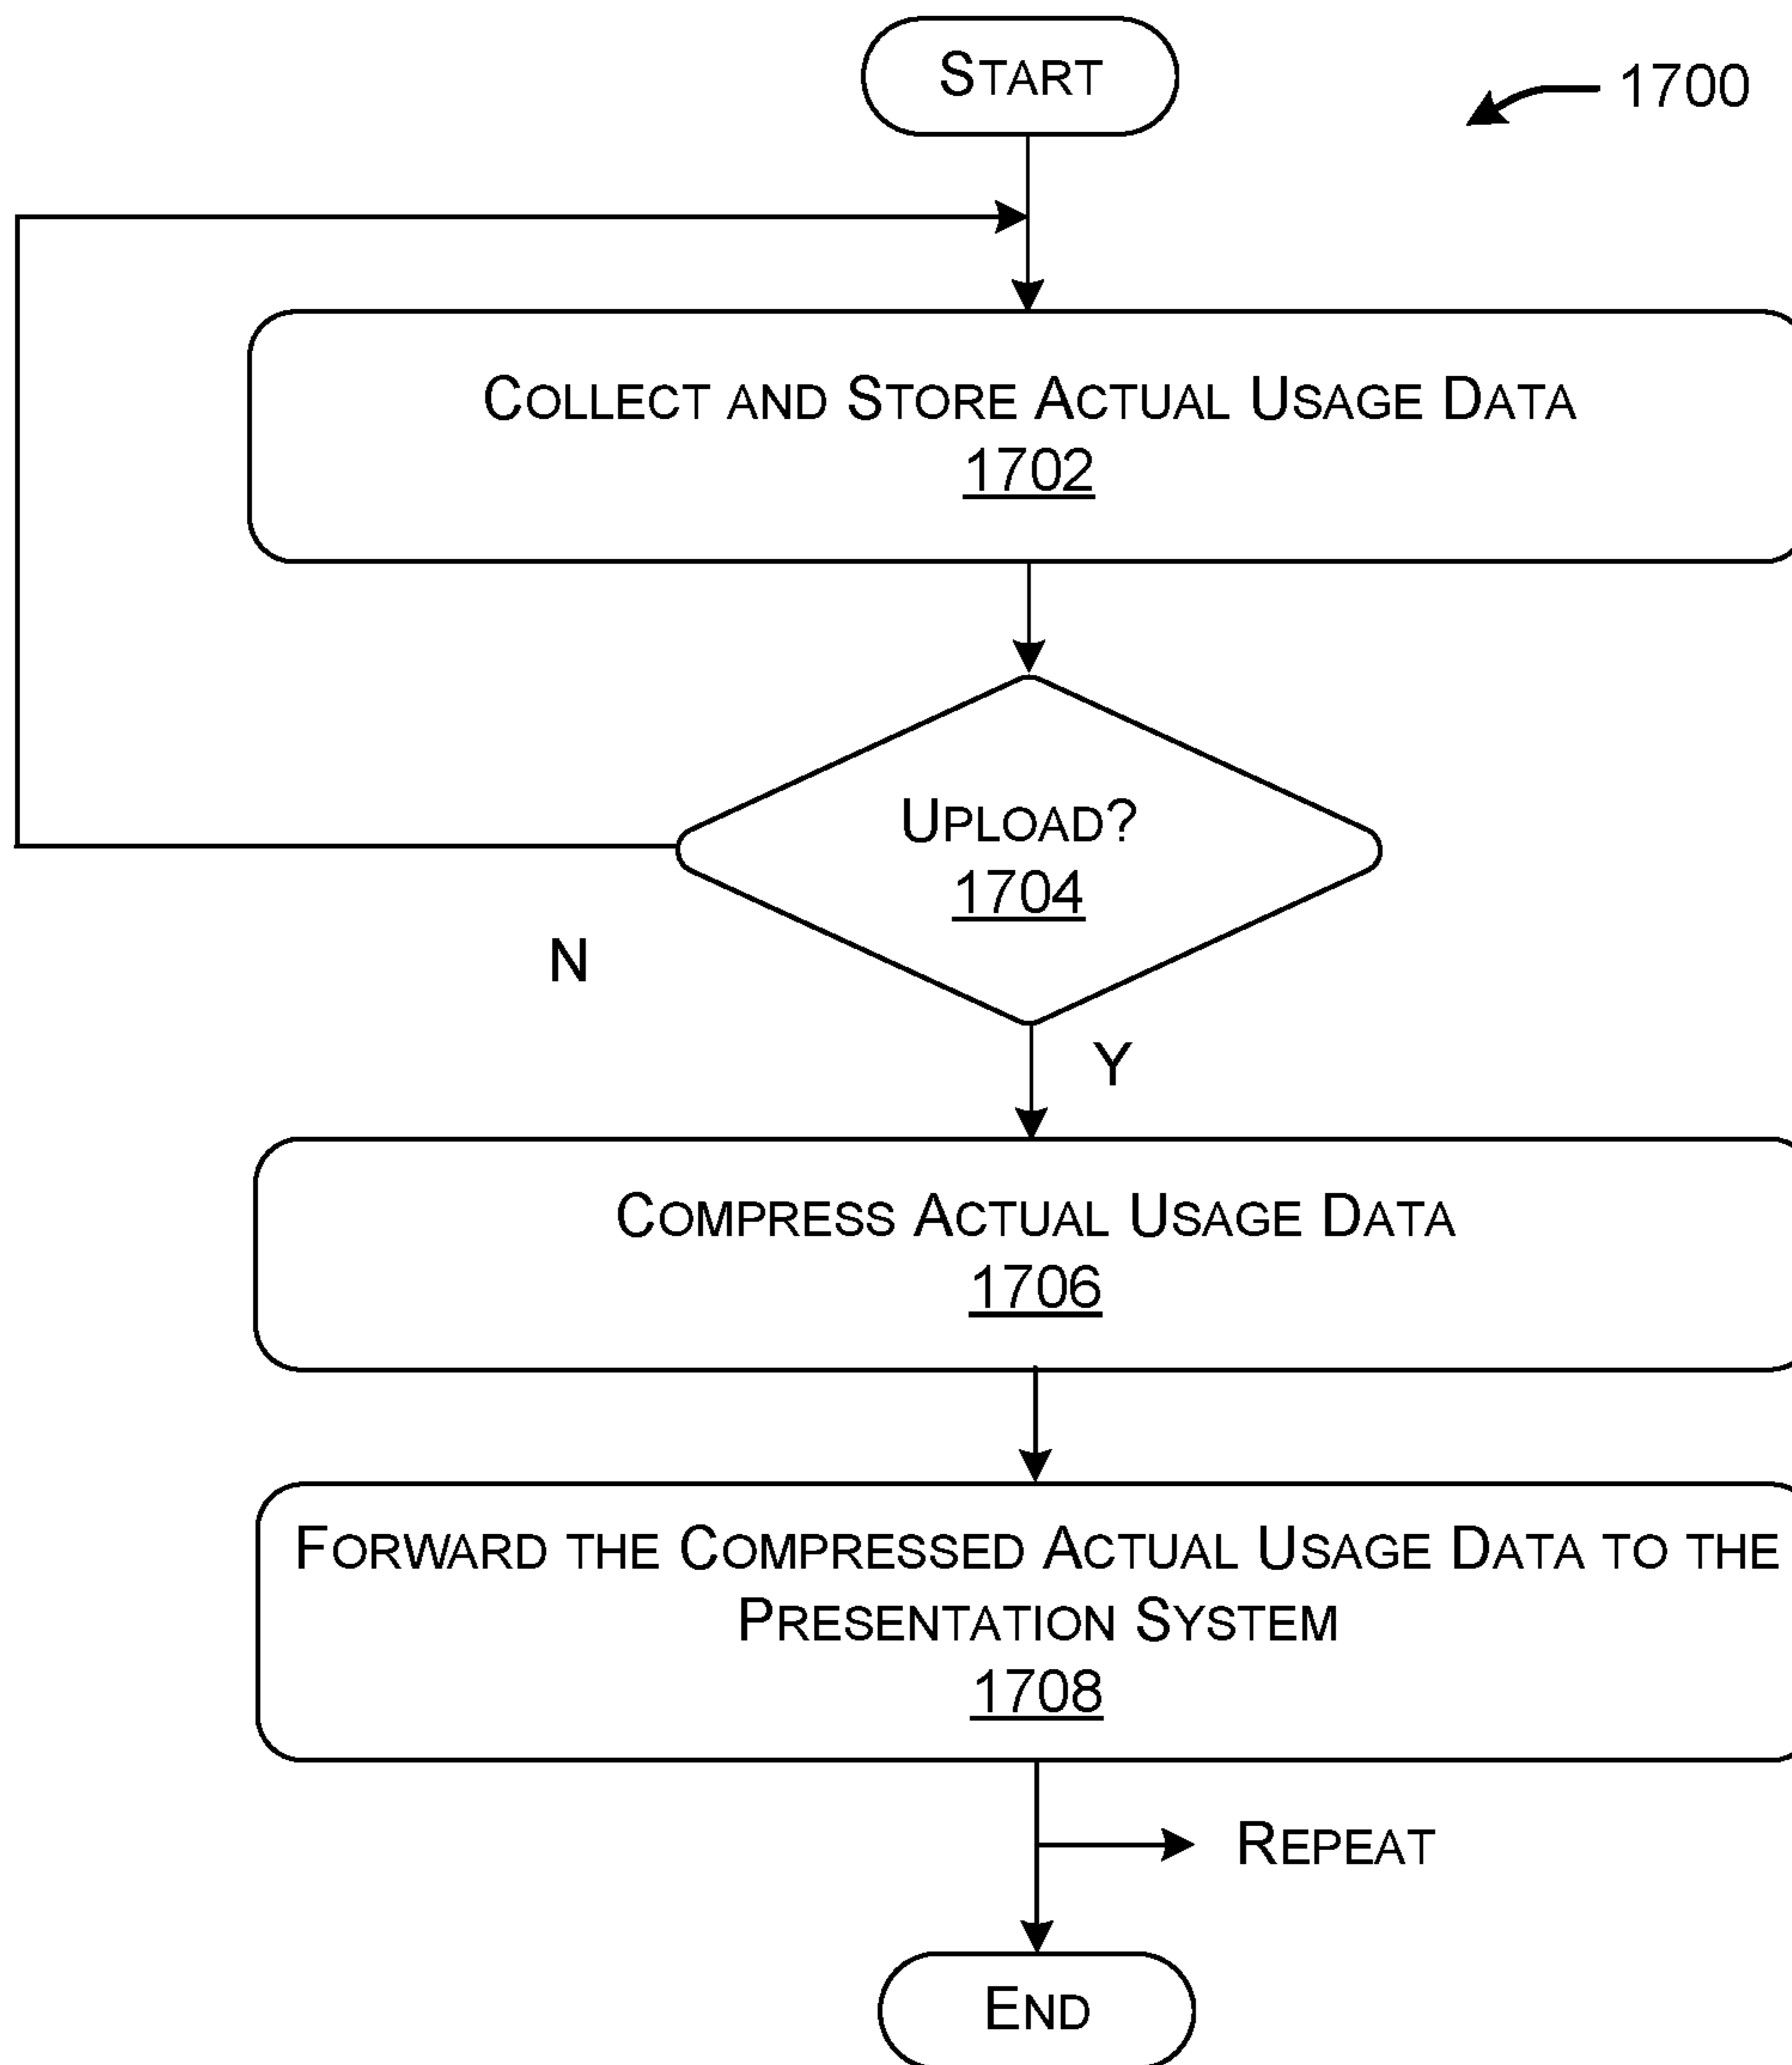 START
1700
COLLECT AND STORE ACTUAL USAGE DATA
1702
UPLOAD?
1704
N
Y
COMPRESS ACTUAL USAGE DATA
1706
FORWARD THE COMPRESSED ACTUAL USAGE DATA TO THE
PRESENTATION SYSTEM
1708
REPEAT
END